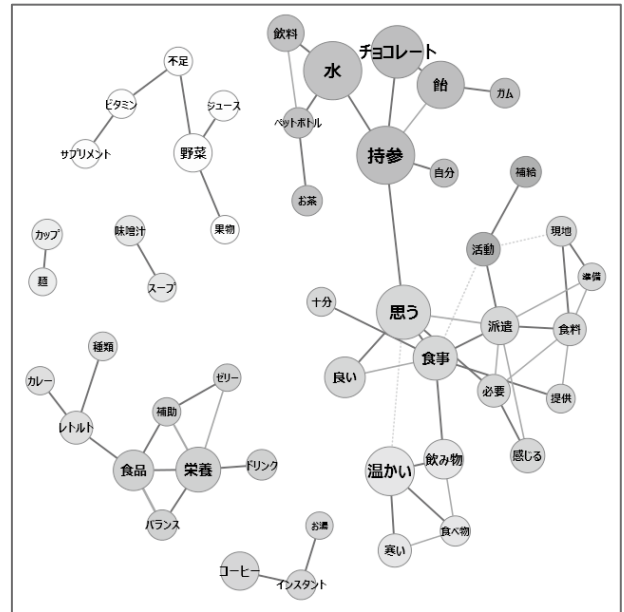 飲料
水
チョコレート
飴
ガム
ペットボトル
持参
自分
お茶
不足
ビタミン
ジュース
サプリメント
野菜
果物
カップ
麺
味噌汁
スープ
補給
活動
現地
準備
十分
思う
派遣
食料
良い
食事
必要
提供
感じる
温かい
飲み物
寒い
食べ物
種類
カレー
レトルト
補助
ゼリー
食品
栄養
ドリンク
バランス
お湯
コーヒー
インスタント